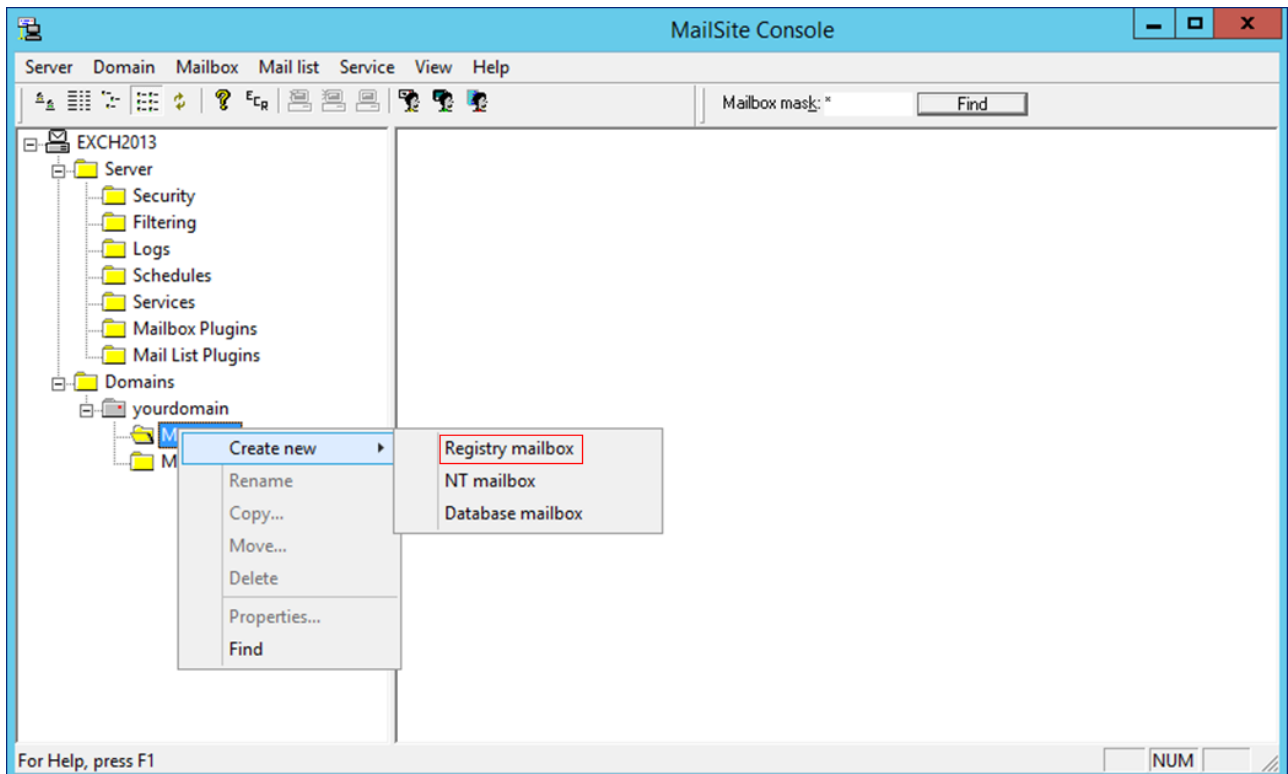 MailSite Console
Server Domain Mailbox Mail list Service View Help
Mailbox mask: * Find
EXCH2013
Server
Security
Filtering
Logs
Schedules
Services
Mailbox Plugins
Mail List Plugins
Domains
yourdomain
M
M
Create new
Rename
Copy...
Move...
Delete
Properties...
Find
Registry mailbox
NT mailbox
Database mailbox
For Help, press F1 NUM